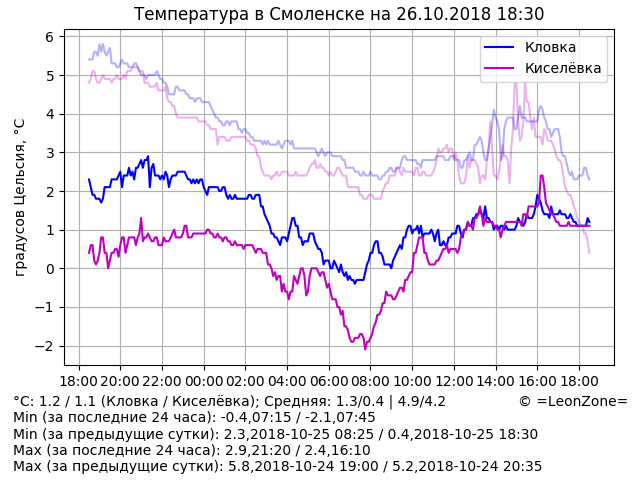 Температура в Смоленске на 26.10.2018 18:30
Кловка
Киселёвка
градусов Цельсия, °C
6
5
4
3
2
1
0
−1
−2
18:00 20:00 22:00 00:00 02:00 04:00 06:00 08:00 10:00 12:00 14:00 16:00 18:00
°C: 1.2 / 1.1 (Кловка / Киселёвка); Средняя: 1.3/0.4 | 4.9/4.2 © =LeonZone=
Min (за последние 24 часа): -0.4,07:15 / -2.1,07:45
Min (за предыдущие сутки): 2.3,2018-10-25 08:25 / 0.4,2018-10-25 18:30
Max (за последние 24 часа): 2.9,21:20 / 2.4,16:10
Max (за предыдущие сутки): 5.8,2018-10-24 19:00 / 5.2,2018-10-24 20:35